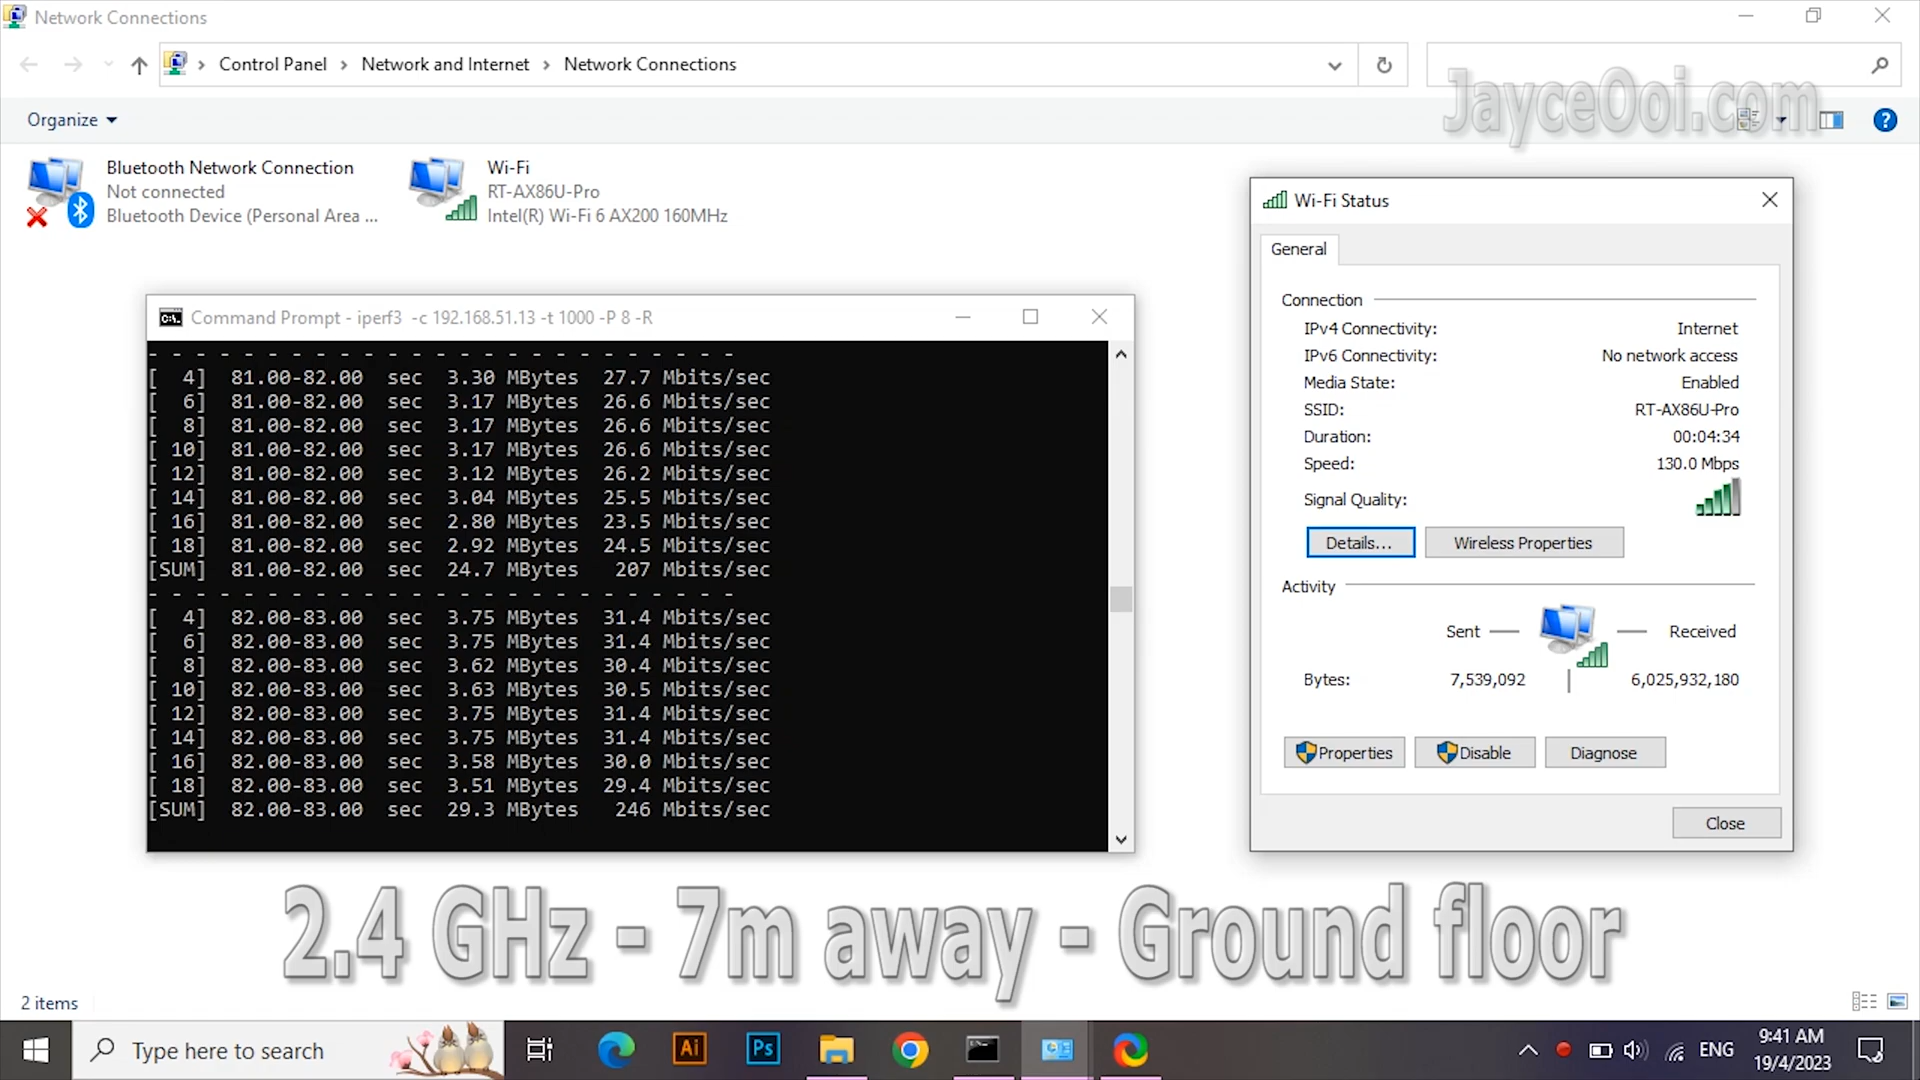 Network Connections
Control Panel › Network and Internet › Network Connections
JayceOoi.com
Organize
Bluetooth Network Connection
Not connected
Bluetooth Device (Personal Area ...
Wi-Fi
RT-AX86U-Pro
Intel(R) Wi-Fi 6 AX200 160MHz
Command Prompt - iperf3 -c 192.168.51.13 -t 1000 -P 8 -R
- - - - - - - - - - - - - - - - - - - - - - - - -
[  4]  81.00-82.00  sec  3.30 MBytes  27.7 Mbits/sec
[  6]  81.00-82.00  sec  3.17 MBytes  26.6 Mbits/sec
[  8]  81.00-82.00  sec  3.17 MBytes  26.6 Mbits/sec
[ 10]  81.00-82.00  sec  3.17 MBytes  26.6 Mbits/sec
[ 12]  81.00-82.00  sec  3.12 MBytes  26.2 Mbits/sec
[ 14]  81.00-82.00  sec  3.04 MBytes  25.5 Mbits/sec
[ 16]  81.00-82.00  sec  2.80 MBytes  23.5 Mbits/sec
[ 18]  81.00-82.00  sec  2.92 MBytes  24.5 Mbits/sec
[SUM]  81.00-82.00  sec  24.7 MBytes   207 Mbits/sec
- - - - - - - - - - - - - - - - - - - - - - - - -
[  4]  82.00-83.00  sec  3.75 MBytes  31.4 Mbits/sec
[  6]  82.00-83.00  sec  3.75 MBytes  31.4 Mbits/sec
[  8]  82.00-83.00  sec  3.62 MBytes  30.4 Mbits/sec
[ 10]  82.00-83.00  sec  3.63 MBytes  30.5 Mbits/sec
[ 12]  82.00-83.00  sec  3.75 MBytes  31.4 Mbits/sec
[ 14]  82.00-83.00  sec  3.75 MBytes  31.4 Mbits/sec
[ 16]  82.00-83.00  sec  3.58 MBytes  30.0 Mbits/sec
[ 18]  82.00-83.00  sec  3.51 MBytes  29.4 Mbits/sec
[SUM]  82.00-83.00  sec  29.3 MBytes   246 Mbits/sec
Wi-Fi Status
General
Connection
IPv4 Connectivity: Internet
IPv6 Connectivity: No network access
Media State: Enabled
SSID: RT-AX86U-Pro
Duration: 00:04:34
Speed: 130.0 Mbps
Signal Quality:
Details... Wireless Properties
Activity
Sent — — Received
Bytes: 7,539,092 | 6,025,932,180
Properties Disable Diagnose
Close
2.4 GHz - 7m away - Ground floor
2 items
Type here to search
Ai
Ps
ENG
9:41 AM
19/4/2023